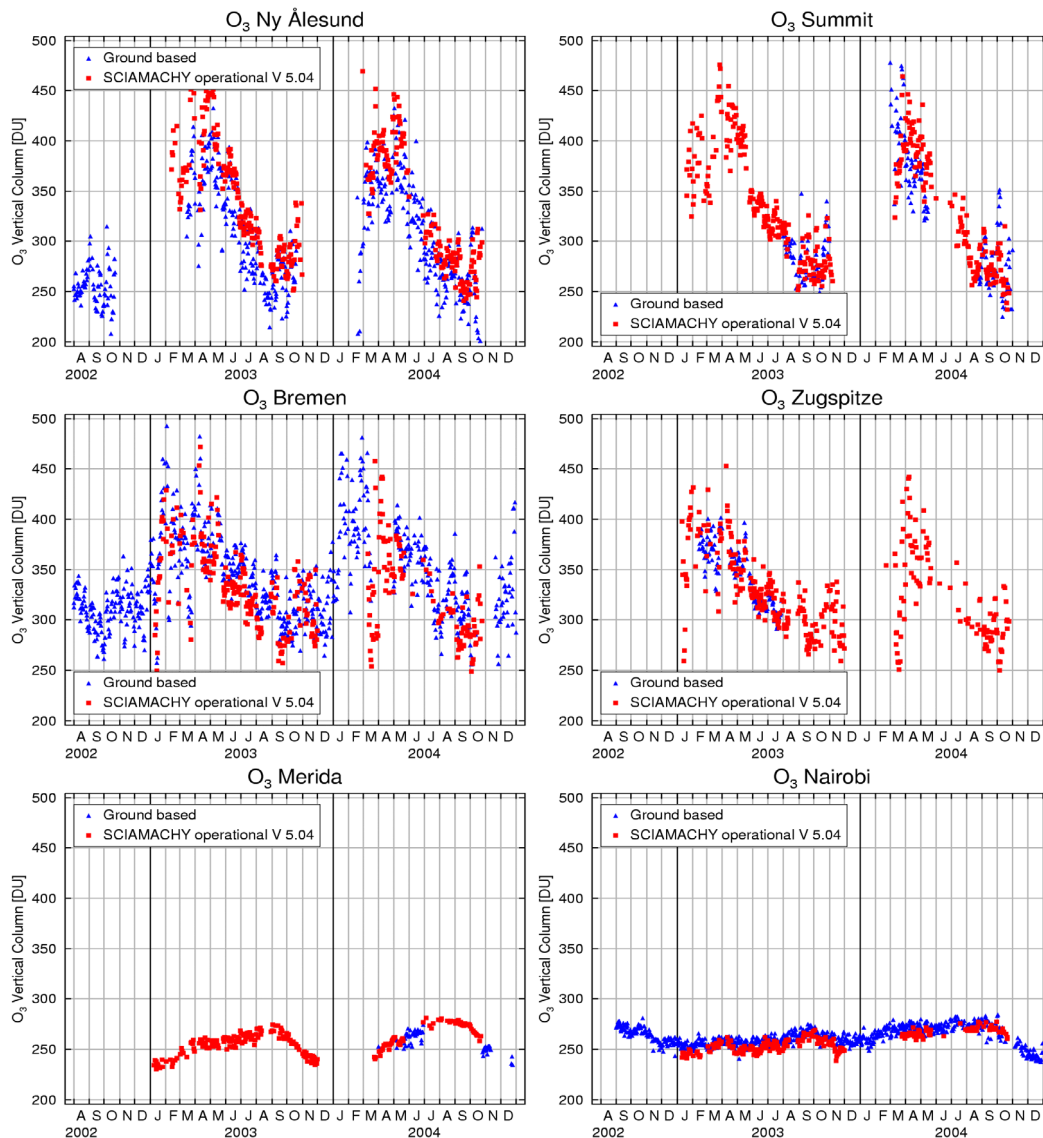 O3 Ny Ålesund
500
450
400
350
300
250
200
O3 Vertical Column [DU]
Ground based
SCIAMACHY operational V 5.04
A S O N D J F M A M J J A S O N D J F M A M J J A S O N D
2002 2003 2004
O3 Summit
500
450
400
350
300
250
200
O3 Vertical Column [DU]
Ground based
SCIAMACHY operational V 5.04
A S O N D J F M A M J J A S O N D J F M A M J J A S O N D
2002 2003 2004
O3 Bremen
500
450
400
350
300
250
200
O3 Vertical Column [DU]
Ground based
SCIAMACHY operational V 5.04
A S O N D J F M A M J J A S O N D J F M A M J J A S O N D
2002 2003 2004
O3 Zugspitze
500
450
400
350
300
250
200
O3 Vertical Column [DU]
Ground based
SCIAMACHY operational V 5.04
A S O N D J F M A M J J A S O N D J F M A M J J A S O N D
2002 2003 2004
O3 Merida
500
450
400
350
300
250
200
O3 Vertical Column [DU]
Ground based
SCIAMACHY operational V 5.04
A S O N D J F M A M J J A S O N D J F M A M J J A S O N D
2002 2003 2004
O3 Nairobi
500
450
400
350
300
250
200
O3 Vertical Column [DU]
Ground based
SCIAMACHY operational V 5.04
A S O N D J F M A M J J A S O N D J F M A M J J A S O N D
2002 2003 2004